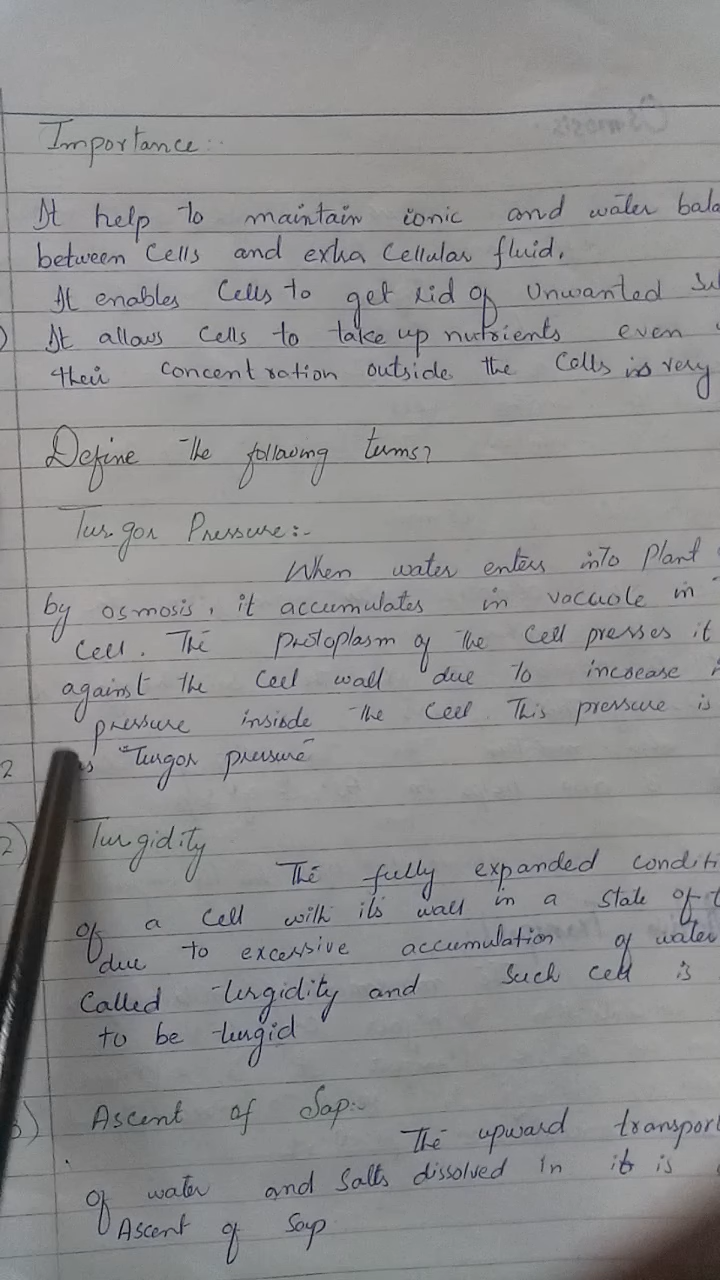 Importance:
It help to maintain ionic and water bala
between Cells and extra Cellular fluid.
It enables Cells to get rid of Unwanted
It allows Cells to take up nutrients even
their concentration outside the Cells is very
Define The following terms?
Turgor Pressure:-
When water enters into Plant
by osmosis, it accumulates in vacuole in
Cell. The protoplasm of the Cell presses it
against the Cell wall due to increase
pressure insisde the Cell. This pressure is
"Turgor pressure"
2) Turgidity
The fully expanded conditi
of a Cell with its wall in a state of
due to excessive accumulation of water
Called turgidity and Such cell is
to be turgid
3) Ascent of Sap:-
The upward transport
of water and Salts dissolved in it is
Ascent of Sap